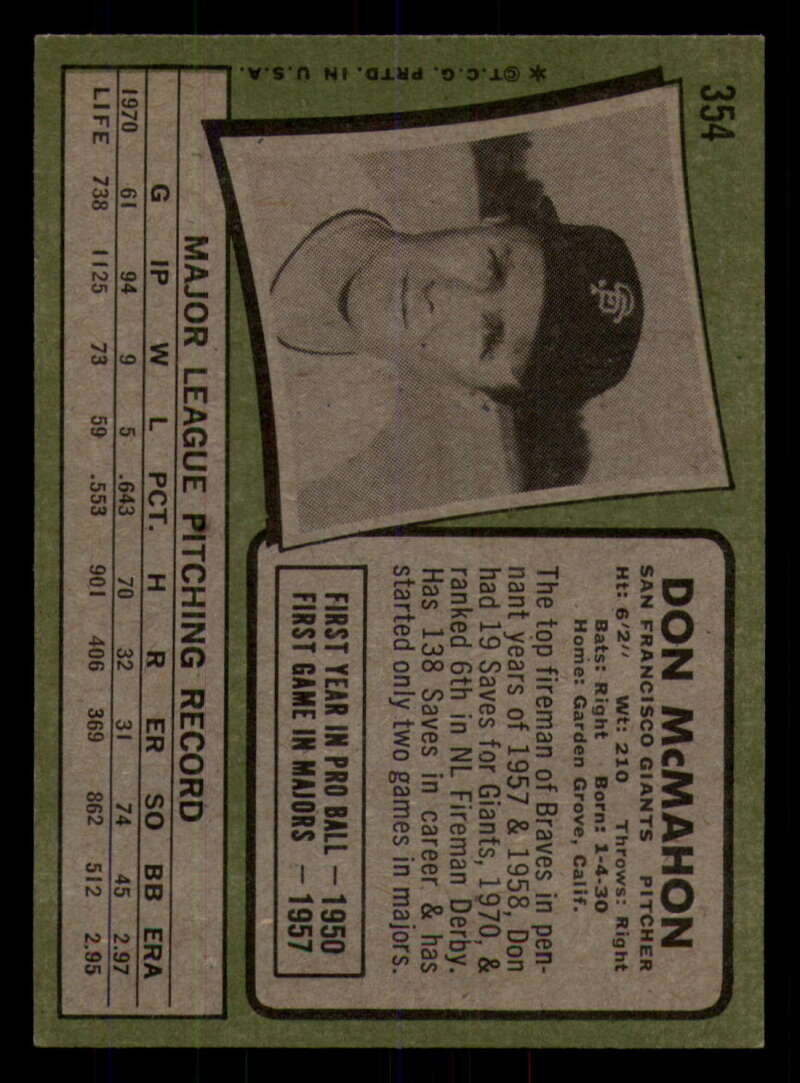 354
DON McMAHON
SAN FRANCISCO GIANTS PITCHER
Ht: 6'2" Wt: 210 Throws: Right
Bats: Right Born: 1-4-30
Home: Garden Grove, Calif.
The top fireman of Braves in pen-
nant years of 1957 & 1958, Don
had 19 Saves for Giants, 1970, &
ranked 6th in NL Fireman Derby.
Has 138 Saves in career & has
started only two games in majors.
FIRST YEAR IN PRO BALL — 1950
FIRST GAME IN MAJORS — 1957
SF
MAJOR LEAGUE PITCHING RECORD
G IP W L PCT. H R ER SO BB ERA
1970 61 94 9 5 .643 70 32 31 74 45 2.97
LIFE 738 1125 73 59 .553 901 406 369 862 512 2.95
* ©T.C.G. PRTD. IN U.S.A.